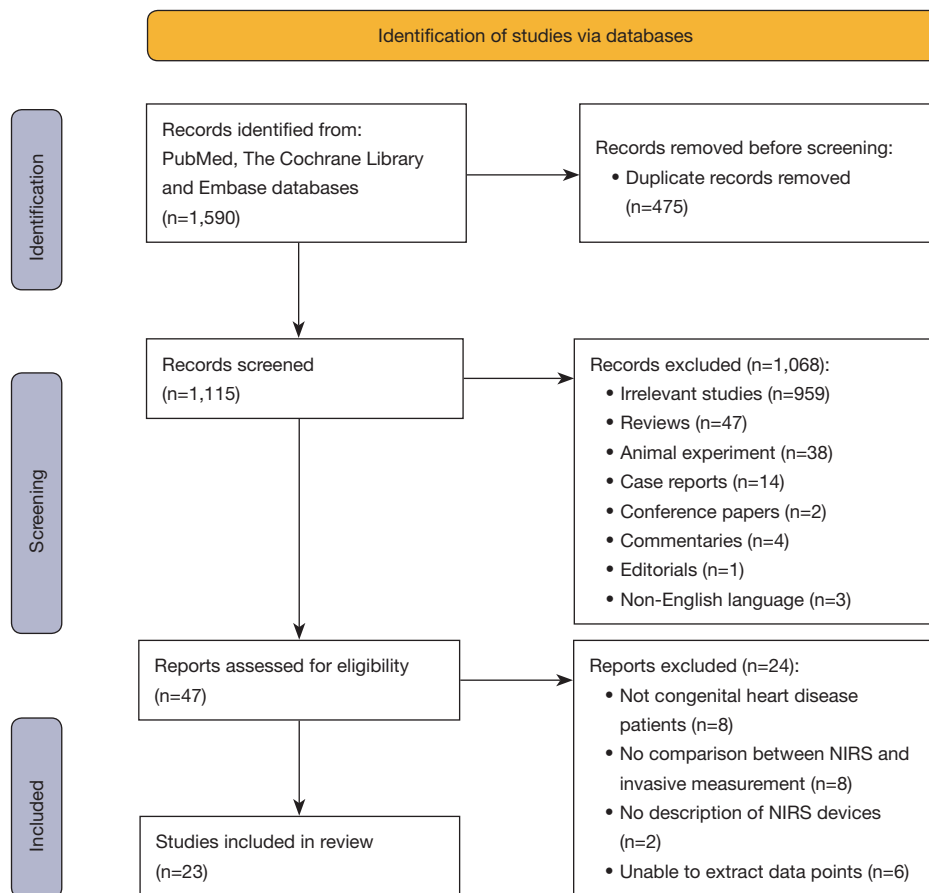 Identification of studies via databases
Identification
Records identified from:
PubMed, The Cochrane Library
and Embase databases
(n=1,590)
Records removed before screening:
• Duplicate records removed
(n=475)
Screening
Records screened
(n=1,115)
Records excluded (n=1,068):
• Irrelevant studies (n=959)
• Reviews (n=47)
• Animal experiment (n=38)
• Case reports (n=14)
• Conference papers (n=2)
• Commentaries (n=4)
• Editorials (n=1)
• Non-English language (n=3)
Reports assessed for eligibility
(n=47)
Reports excluded (n=24):
• Not congenital heart disease
patients (n=8)
• No comparison between NIRS and
invasive measurement (n=8)
• No description of NIRS devices
(n=2)
• Unable to extract data points (n=6)
Included
Studies included in review
(n=23)